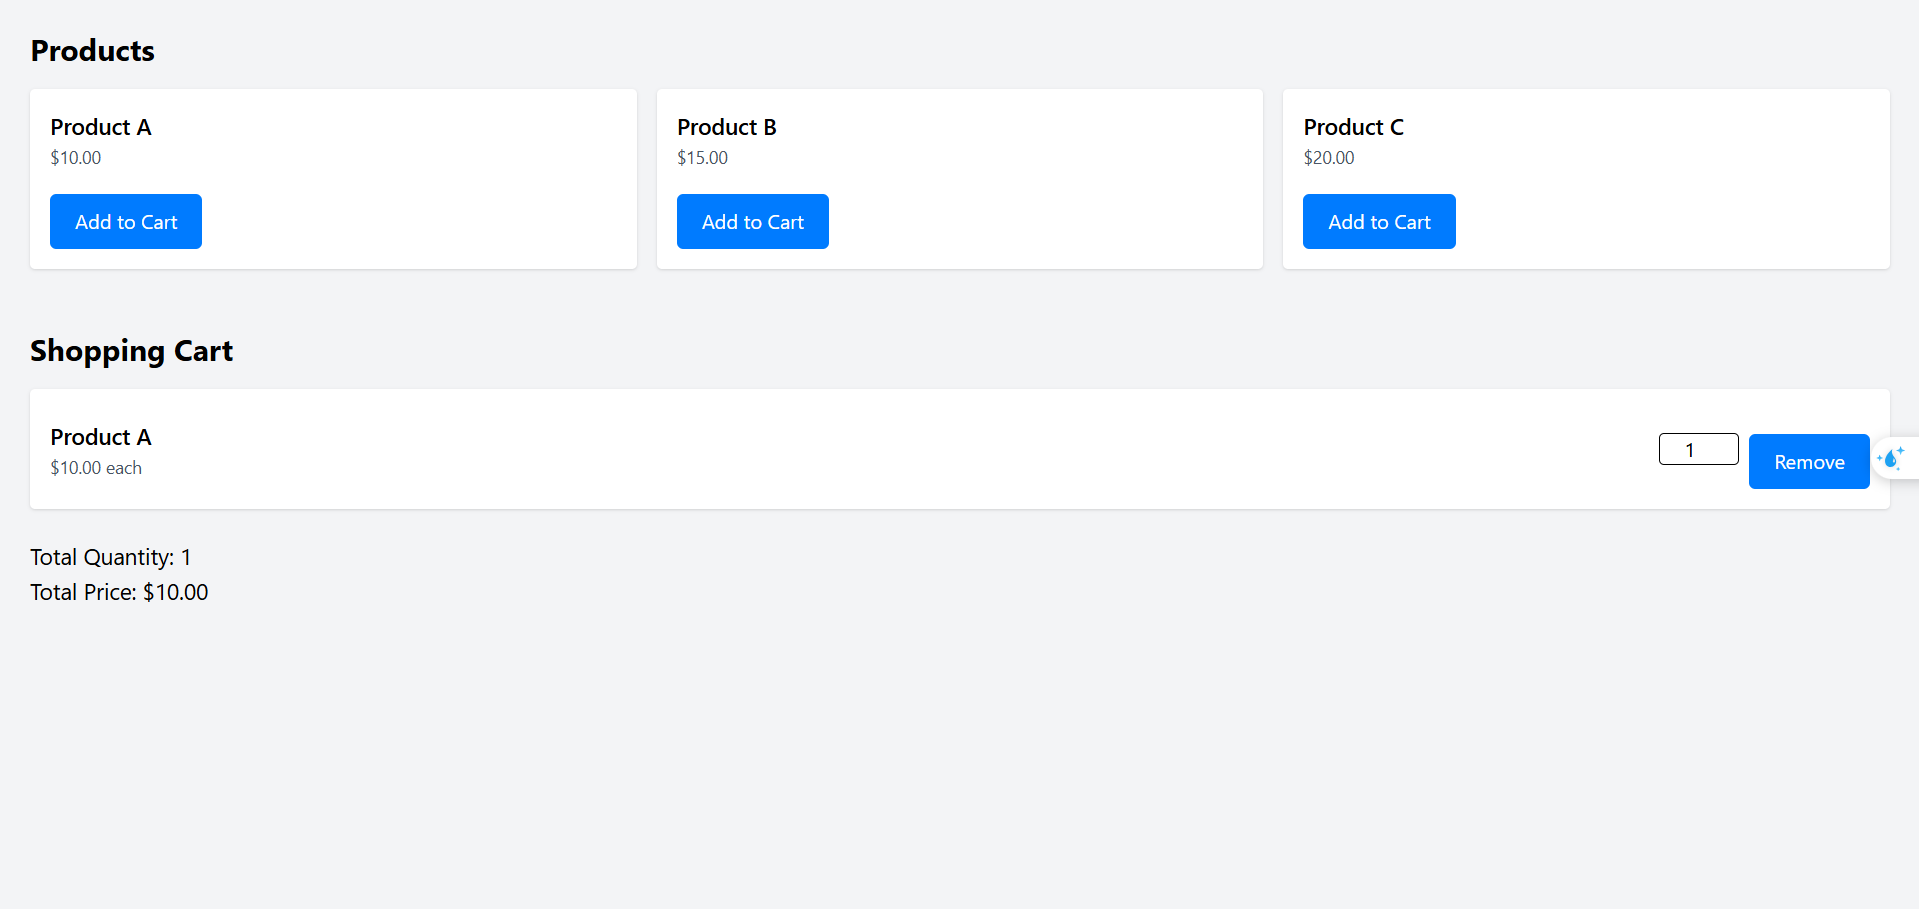 Products
Product A
$10.00
Add to Cart
Product B
$15.00
Add to Cart
Product C
$20.00
Add to Cart
Shopping Cart
Product A
$10.00 each
1
Remove
Total Quantity: 1
Total Price: $10.00